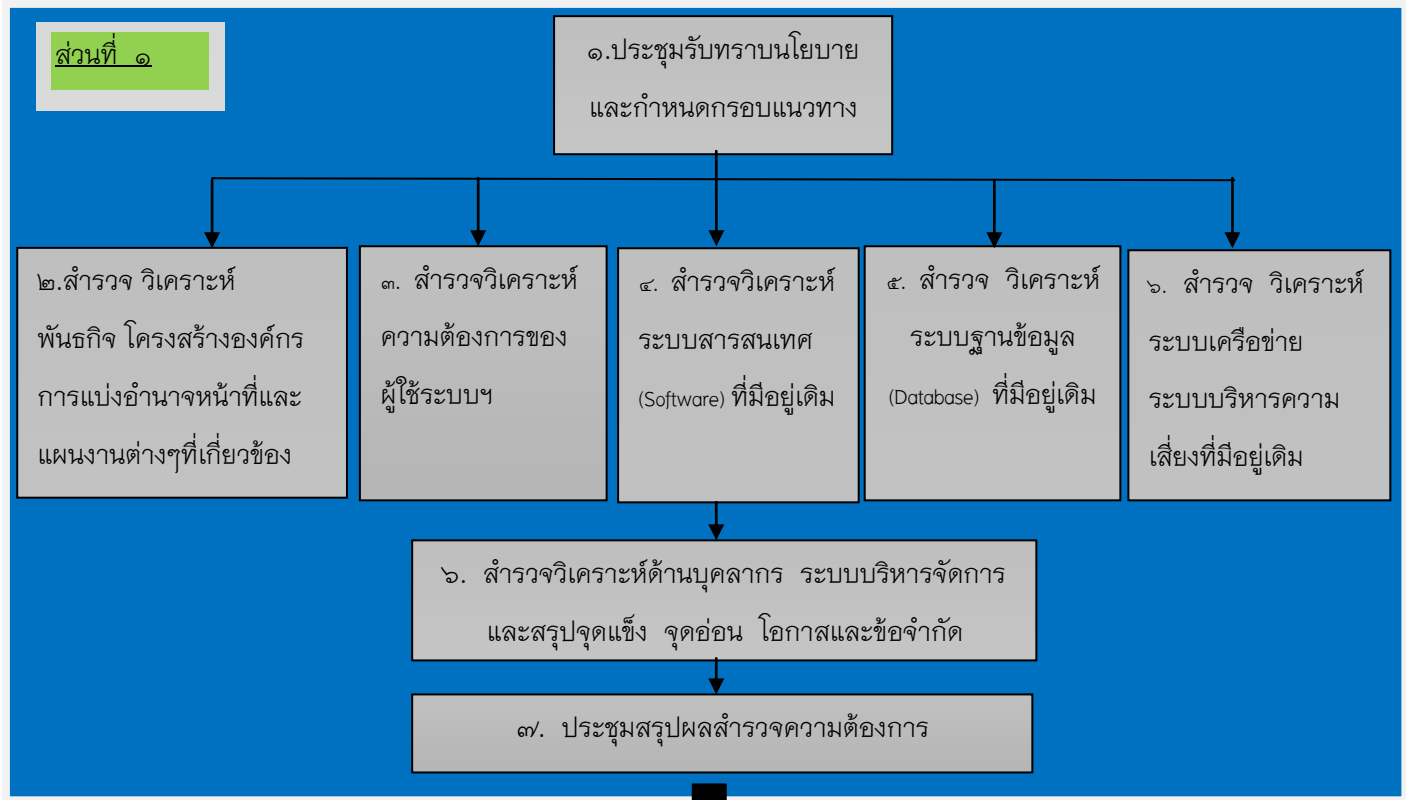 ส่วนที่ ๑
๑.ประชุมรับทราบนโยบาย
และกำหนดกรอบแนวทาง
๒.สำรวจ วิเคราะห์
พันธกิจ โครงสร้างองค์กร
การแบ่งอำนาจหน้าที่และ
แผนงานต่างๆที่เกี่ยวข้อง
๓. สำรวจวิเคราะห์
ความต้องการของ
ผู้ใช้ระบบฯ
๔. สำรวจวิเคราะห์
ระบบสารสนเทศ
(Software) ที่มีอยู่เดิม
๕. สำรวจ วิเคราะห์
ระบบฐานข้อมูล
(Database) ที่มีอยู่เดิม
๖. สำรวจ วิเคราะห์
ระบบเครือข่าย
ระบบบริหารความ
เสี่ยงที่มีอยู่เดิม
๖. สำรวจวิเคราะห์ด้านบุคลากร ระบบบริหารจัดการ
และสรุปจุดแข็ง จุดอ่อน โอกาสและข้อจำกัด
๗. ประชุมสรุปผลสำรวจความต้องการ